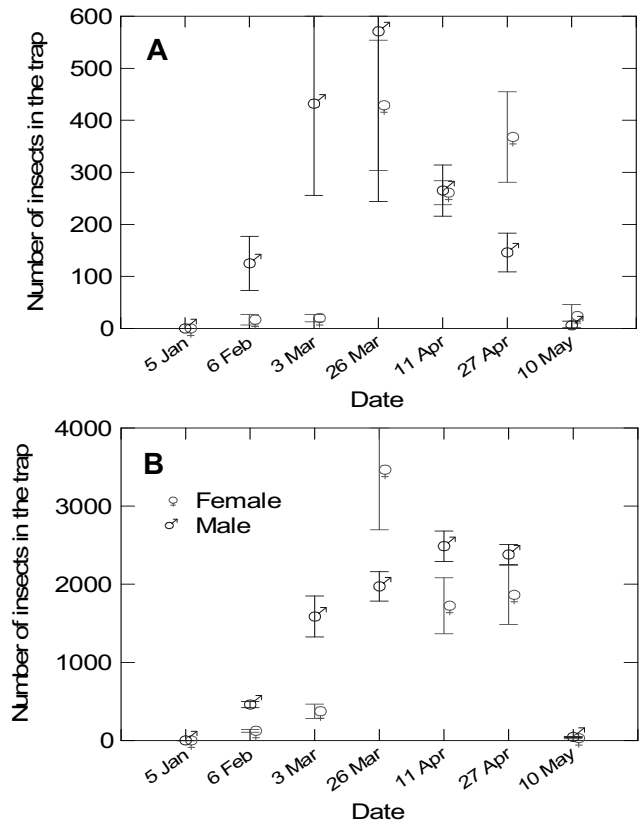 A
Number of insects in the trap
600
500
400
300
200
100
0
5 Jan
6 Feb
3 Mar
26 Mar
11 Apr
27 Apr
10 May
Date
B
Number of insects in the trap
4000
3000
2000
1000
0
♀ Female
♂ Male
5 Jan
6 Feb
3 Mar
26 Mar
11 Apr
27 Apr
10 May
Date